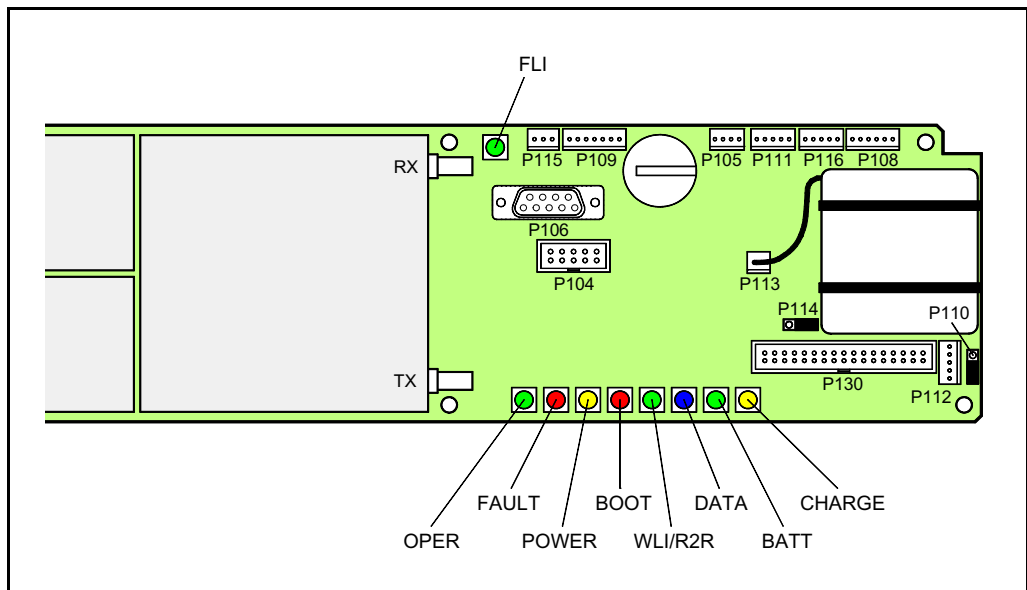 FLI
P115 P109 P105 P111 P116 P108
RX
P106
P104
P113
P114
P110
TX
P130
P112
FAULT BOOT DATA CHARGE
OPER POWER WLI/R2R BATT